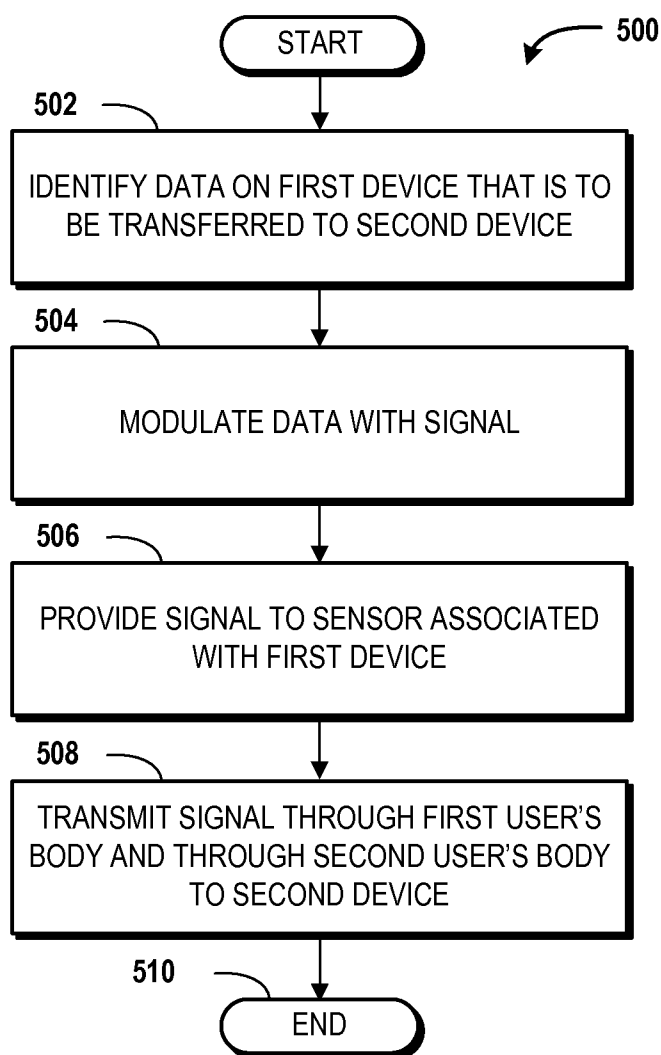 START
500
502
IDENTIFY DATA ON FIRST DEVICE THAT IS TO
BE TRANSFERRED TO SECOND DEVICE
504
MODULATE DATA WITH SIGNAL
506
PROVIDE SIGNAL TO SENSOR ASSOCIATED
WITH FIRST DEVICE
508
TRANSMIT SIGNAL THROUGH FIRST USER'S
BODY AND THROUGH SECOND USER'S BODY
TO SECOND DEVICE
510
END